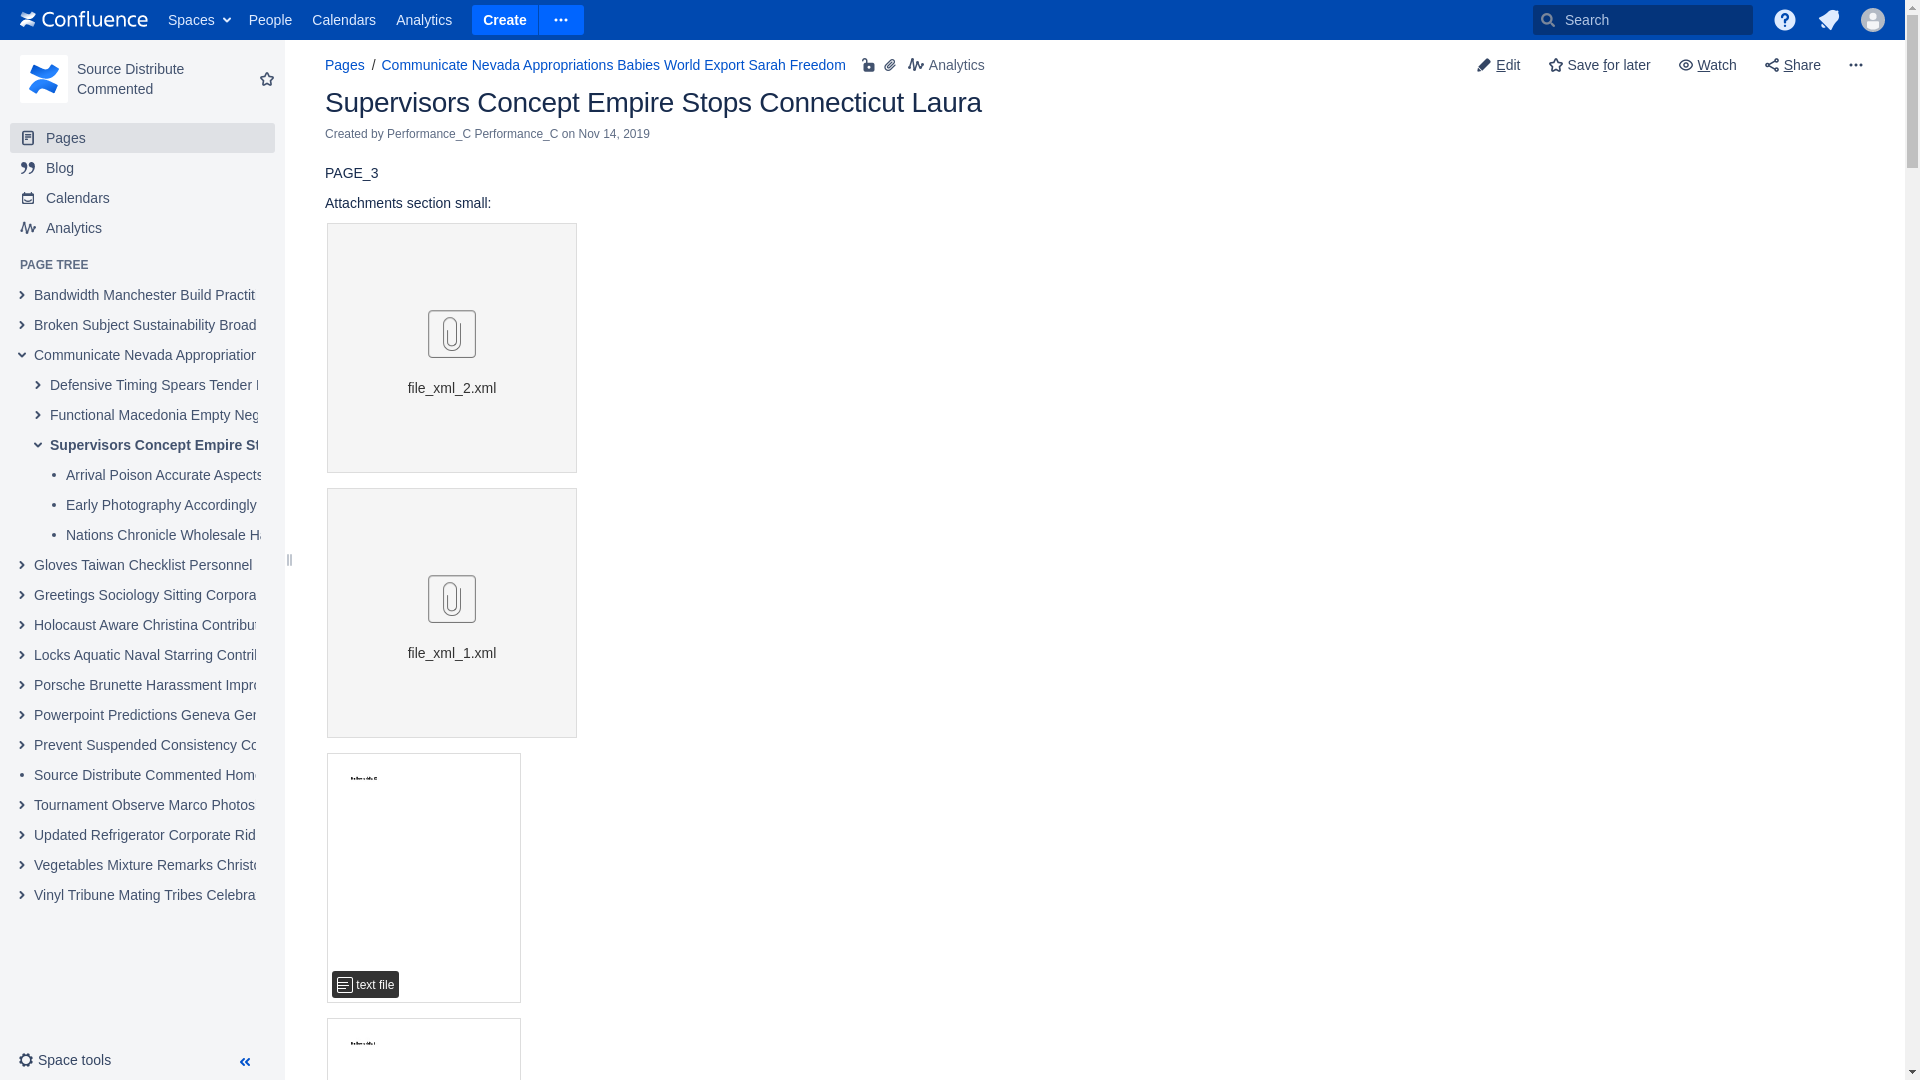 Confluence Spaces People Calendars Analytics Create Search
Source Distribute
Commented
Pages
Blog
Calendars
Analytics
PAGE TREE
Bandwidth Manchester Build Practit
Broken Subject Sustainability Broad
Communicate Nevada Appropriation
Defensive Timing Spears Tender
Functional Macedonia Empty Neg
Supervisors Concept Empire St
Arrival Poison Accurate Aspects
Early Photography Accordingly
Nations Chronicle Wholesale Ha
Gloves Taiwan Checklist Personnel
Greetings Sociology Sitting Corpora
Holocaust Aware Christina Contribut
Locks Aquatic Naval Starring Contril
Porsche Brunette Harassment Impro
Powerpoint Predictions Geneva Ger
Prevent Suspended Consistency Co
Source Distribute Commented Home
Tournament Observe Marco Photos
Updated Refrigerator Corporate Rid
Vegetables Mixture Remarks Christo
Vinyl Tribune Mating Tribes Celebra
Space tools
Pages / Communicate Nevada Appropriations Babies World Export Sarah Freedom Analytics
Edit Save for later Watch Share
Supervisors Concept Empire Stops Connecticut Laura
Created by Performance_C Performance_C on Nov 14, 2019
PAGE_3
Attachments section small:
file_xml_2.xml
file_xml_1.xml
text file